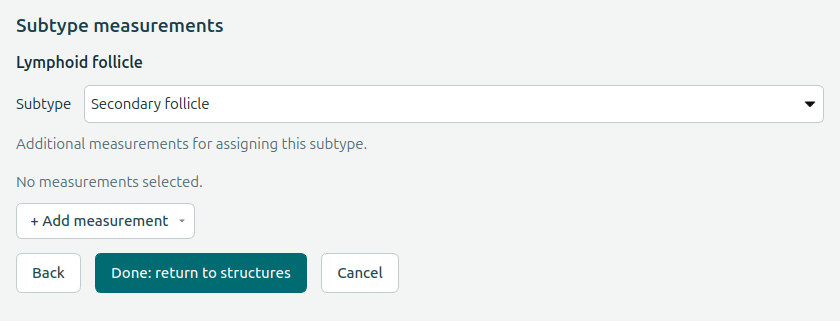 Subtype measurements
Lymphoid follicle
Subtype Secondary follicle
Additional measurements for assigning this subtype.
No measurements selected.
+ Add measurement
Back Done: return to structures Cancel